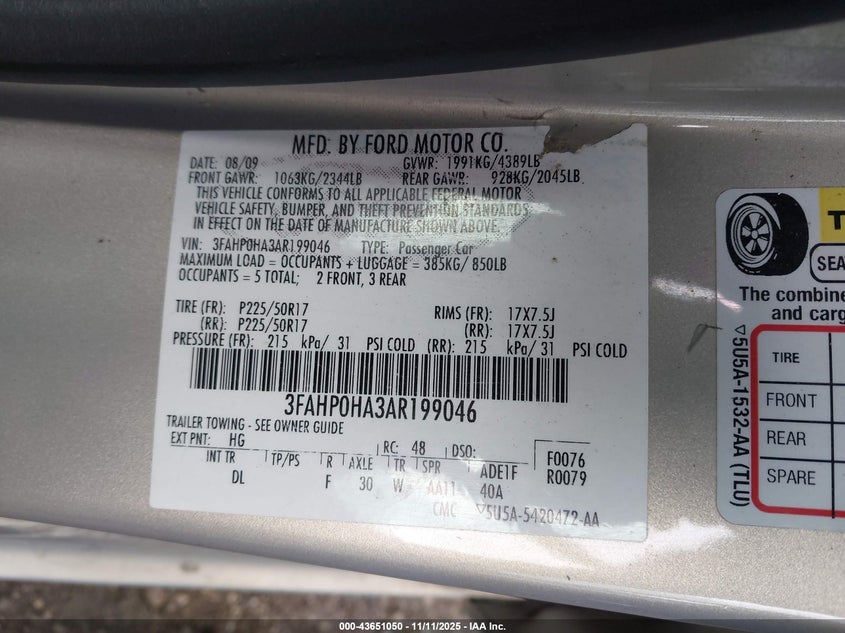 MFD. BY FORD MOTOR CO.
DATE: 08/09 GVWR: 1991KG/4389LB
FRONT GAWR: 1063KG/2344LB REAR GAWR: 928KG/2045LB
THIS VEHICLE CONFORMS TO ALL APPLICABLE FEDERAL MOTOR
VEHICLE SAFETY, BUMPER, AND THEFT PREVENTION STANDARDS
IN EFFECT ON THE DATE OF MANUFACTURE SHOWN ABOVE.
VIN: 3FAHP0HA3AR199046 TYPE: Passenger Car
MAXIMUM LOAD = OCCUPANTS + LUGGAGE = 385KG/ 850LB
OCCUPANTS = 5 TOTAL; 2 FRONT, 3 REAR
TIRE (FR): P225/50R17 RIMS (FR): 17X7.5J
(RR): P225/50R17 (RR): 17X7.5J
PRESSURE (FR): 215 kPa/ 31 PSI COLD (RR): 215 kPa/ 31 PSI COLD
3FAHP0HA3AR199046
TRAILER TOWING - SEE OWNER GUIDE
EXT PNT: HG RC: 48 DSO: F0076
INT TR TP/PS R AXLE TR SPR ADE1F R0079
DL F 30 W AA11 40A
CMC ▽5U5A-5420472-AA
SEA
The combine
and carg
TIRE
FRONT
REAR
SPARE
▽5U5A-1532-AA (TLU)
000-43651050 - 11/11/2025 - IAA Inc.